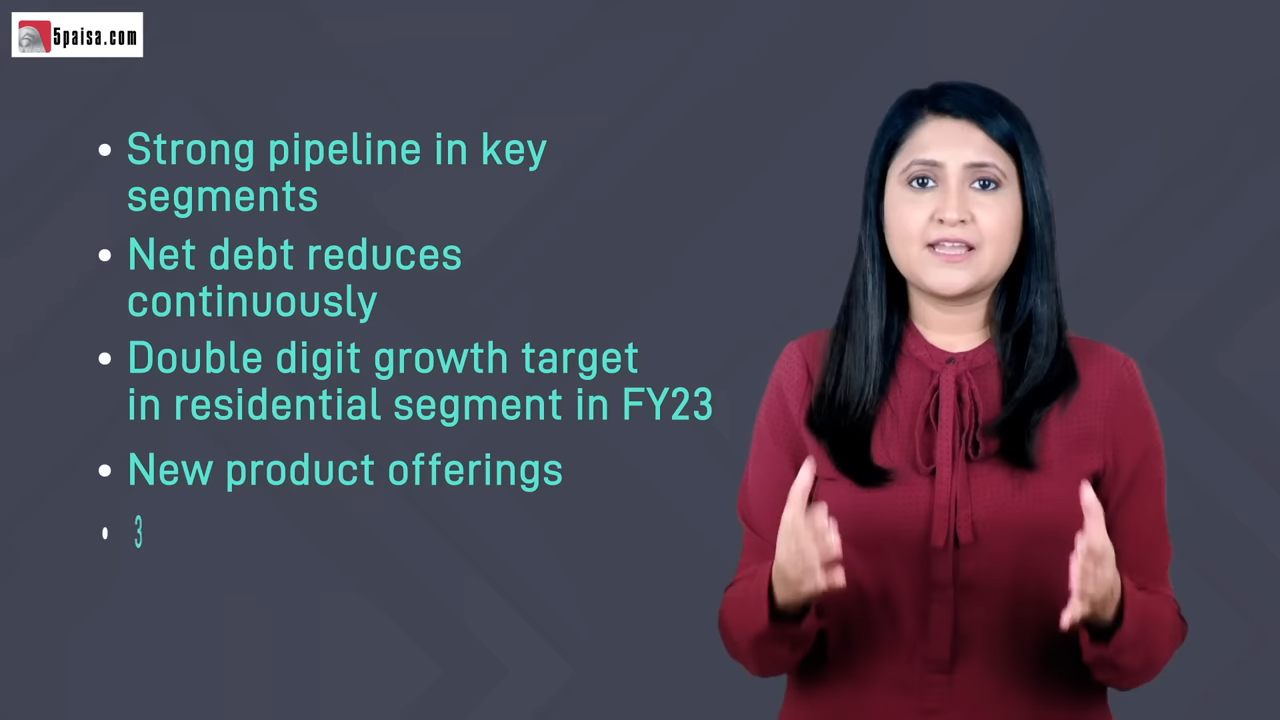 5paisa.com
• Strong pipeline in key
segments
• Net debt reduces
continuously
• Double digit growth target
in residential segment in FY23
• New product offerings
• 3